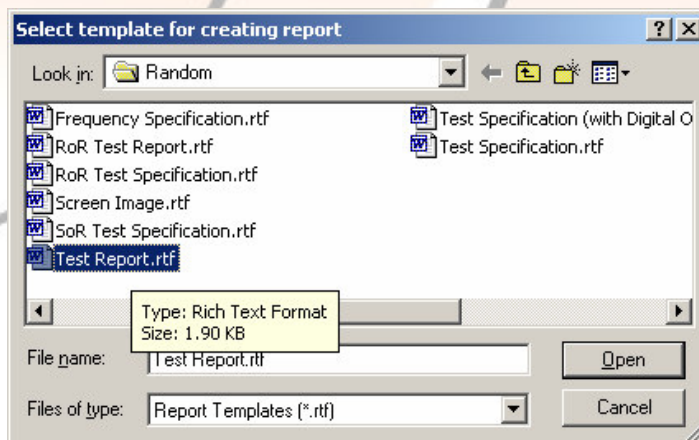 Select template for creating report
Look in: Random
Frequency Specification.rtf
RoR Test Report.rtf
RoR Test Specification.rtf
Screen Image.rtf
SoR Test Specification.rtf
Test Report.rtf
Test Specification (with Digital O
Test Specification.rtf
Type: Rich Text Format
Size: 1.90 KB
File name: Test Report.rtf
Open
Files of type: Report Templates (*.rtf)
Cancel